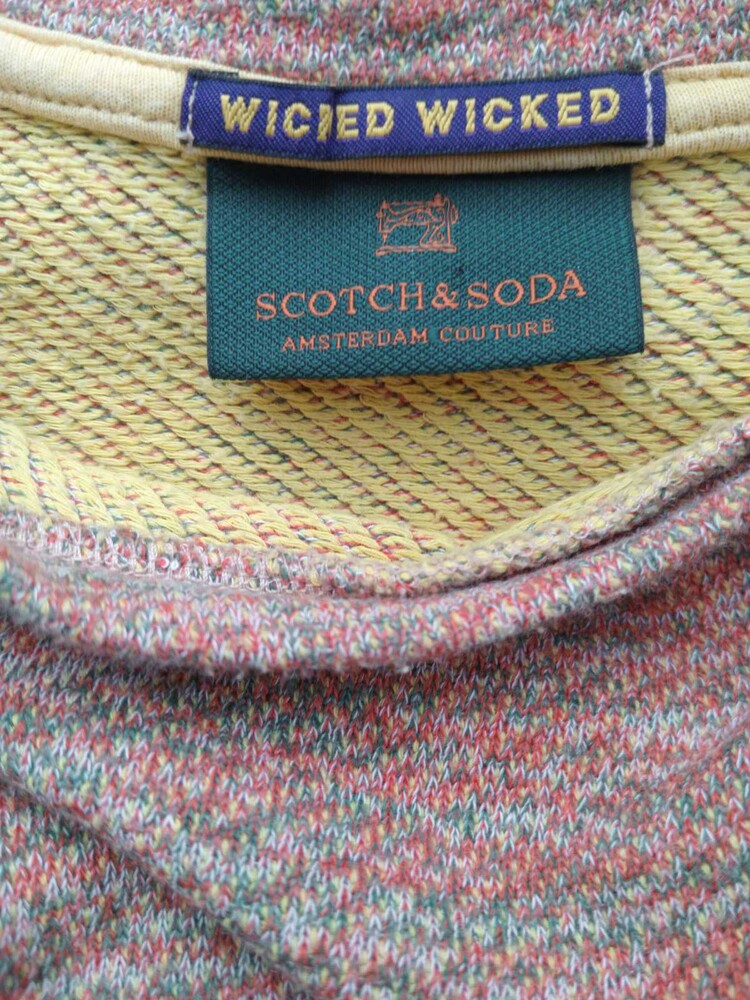 WICIED WICKED
SCOTCH & SODA
AMSTERDAM COUTURE